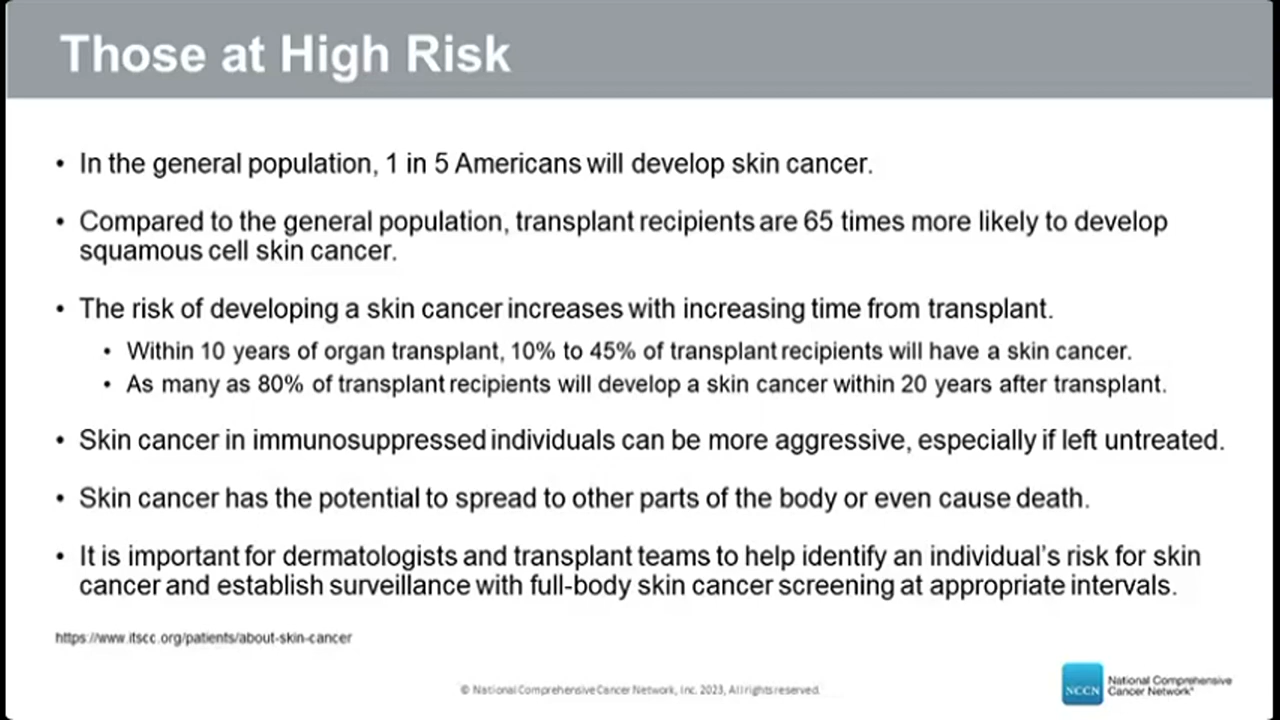 Those at High Risk
• In the general population, 1 in 5 Americans will develop skin cancer.
• Compared to the general population, transplant recipients are 65 times more likely to develop
squamous cell skin cancer.
• The risk of developing a skin cancer increases with increasing time from transplant.
• Within 10 years of organ transplant, 10% to 45% of transplant recipients will have a skin cancer.
• As many as 80% of transplant recipients will develop a skin cancer within 20 years after transplant.
• Skin cancer in immunosuppressed individuals can be more aggressive, especially if left untreated.
• Skin cancer has the potential to spread to other parts of the body or even cause death.
• It is important for dermatologists and transplant teams to help identify an individual's risk for skin
cancer and establish surveillance with full-body skin cancer screening at appropriate intervals.
https://www.itscc.org/patients/about-skin-cancer
© National Comprehensive Cancer Network, Inc. 2023, All rights reserved.
NCCN
National Comprehensive
Cancer Network®